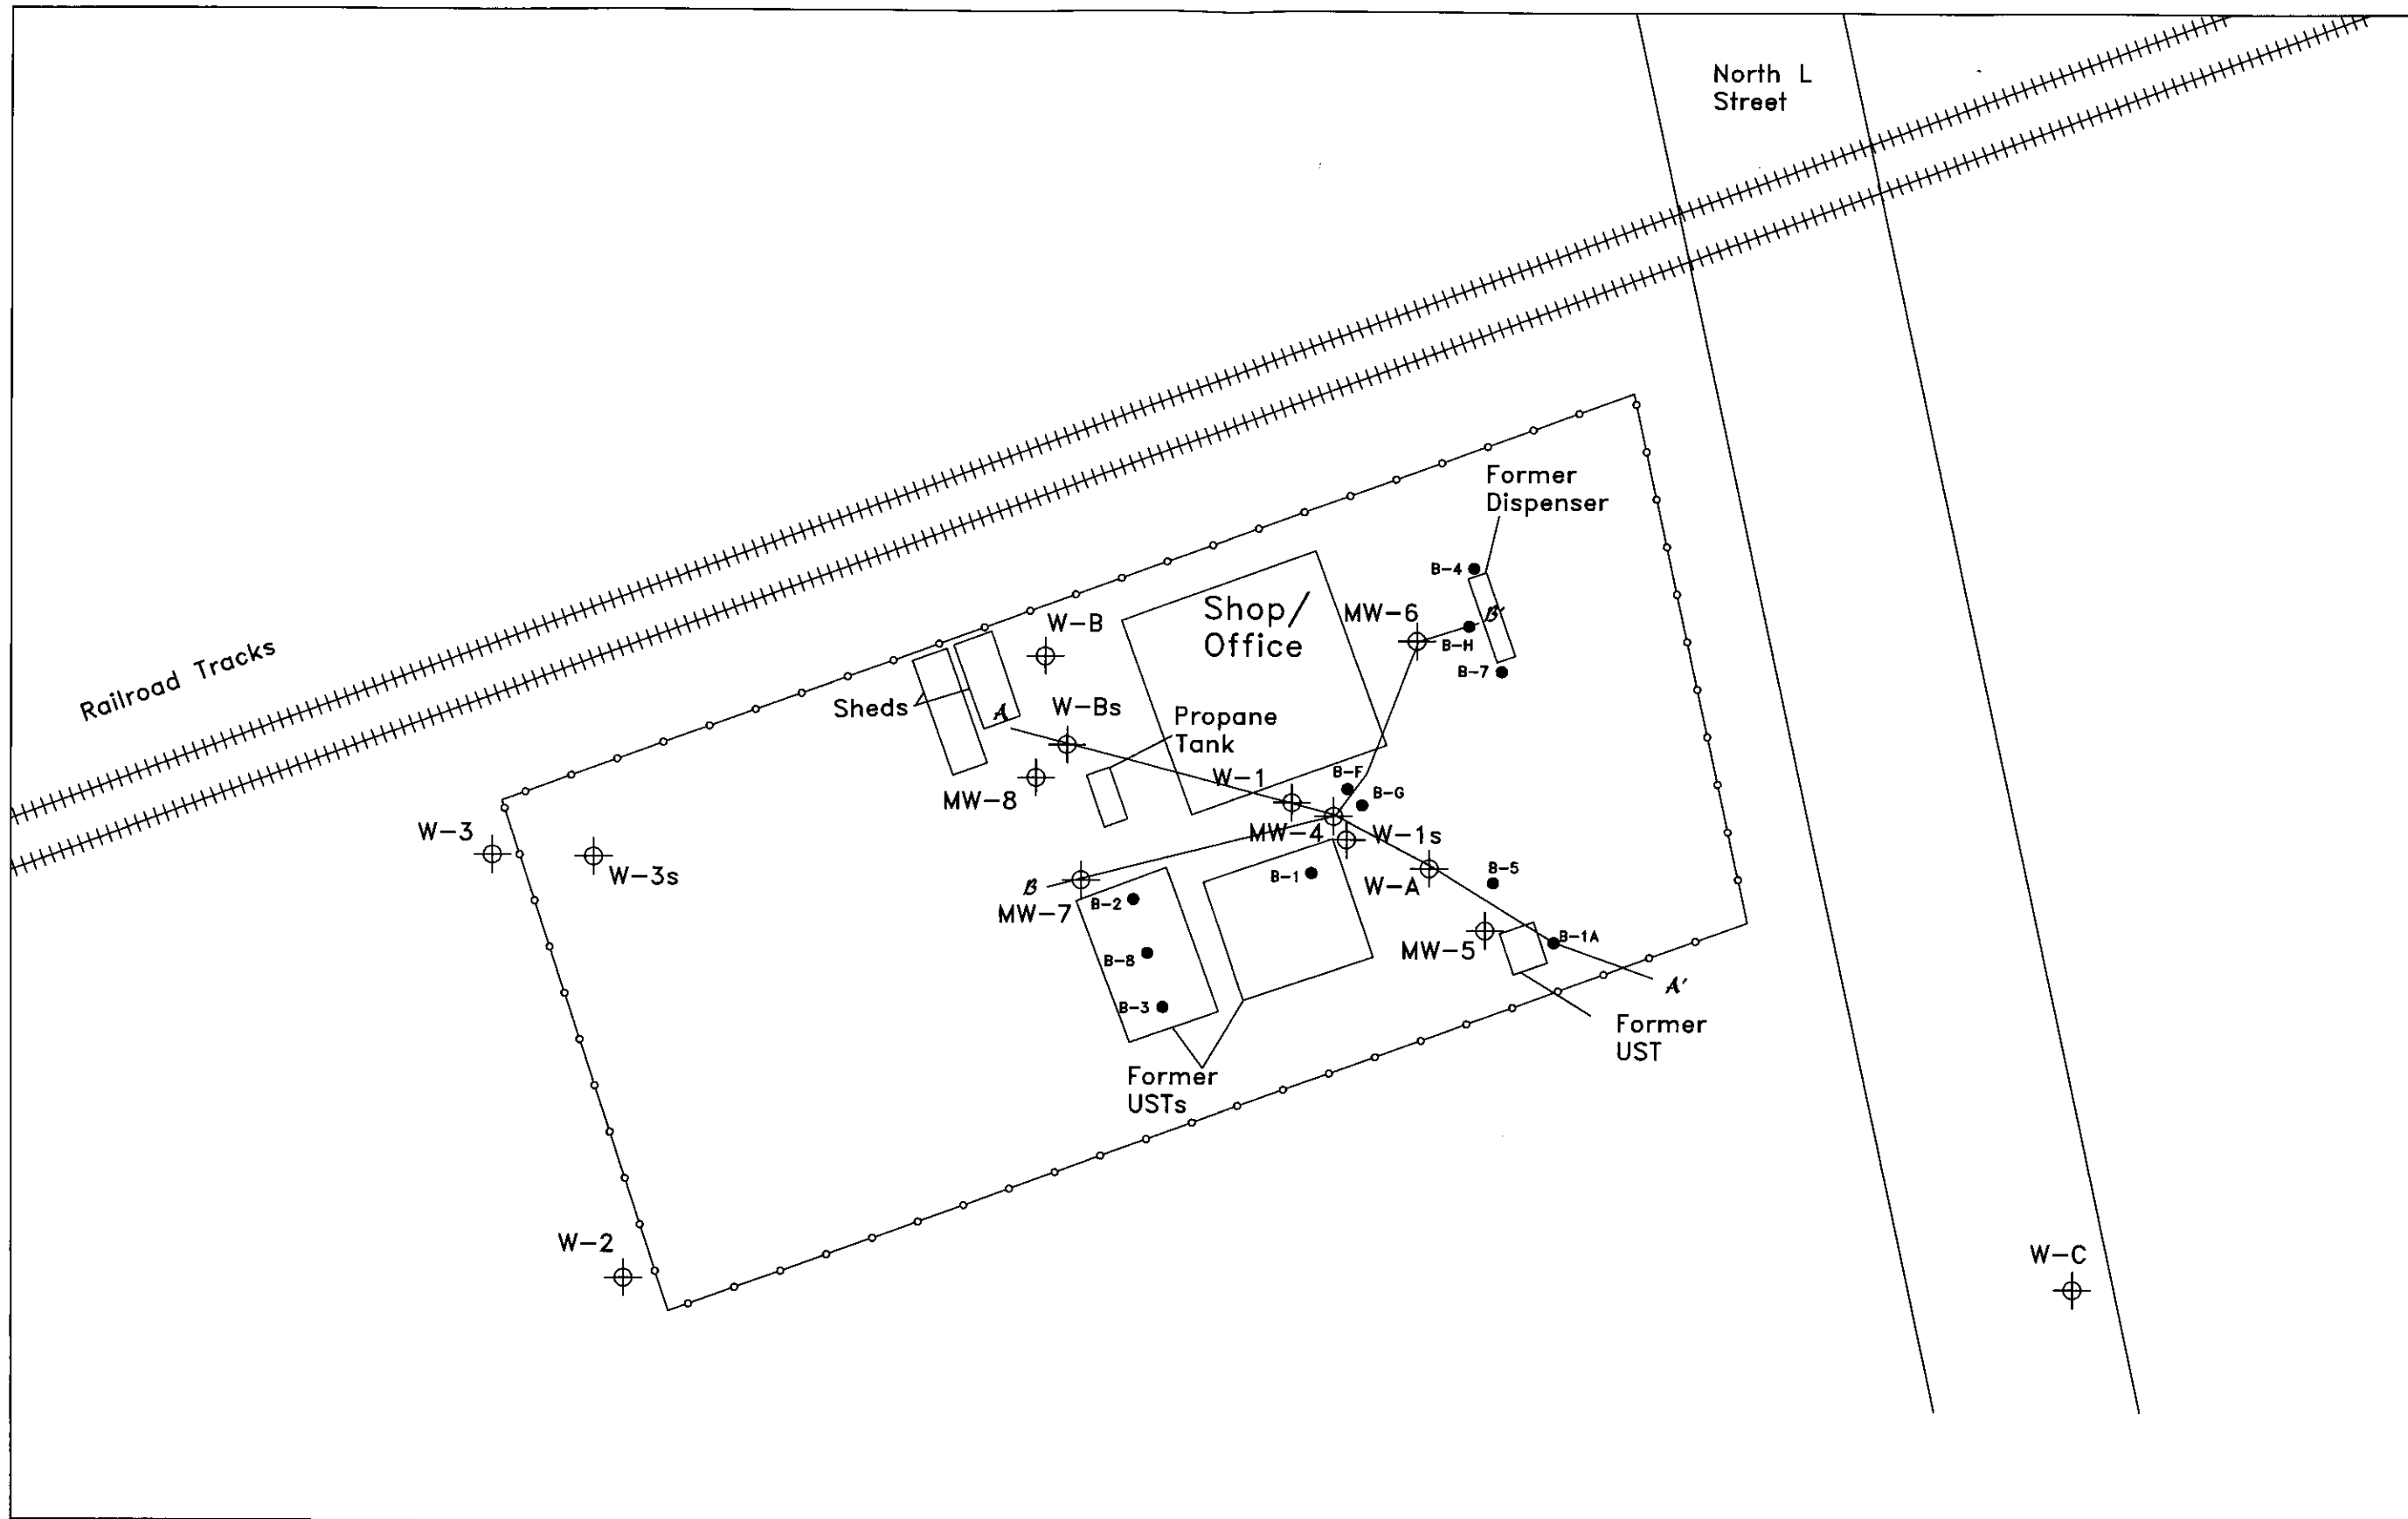 North L
Street
Former
Dispenser
B-4
Shop/
Office
MW-6
B'
B-H
B-7
W-B
Railroad Tracks
Sheds
A
W-Bs
Propane
Tank
W-1
B-F
B-G
MW-8
W-3
W-3s
MW-4
W-1s
B-5
B-1
W-A
B
MW-7
B-2
B-8
B-3
MW-5
B-1A
A'
Former
UST
Former
USTs
W-2
W-C